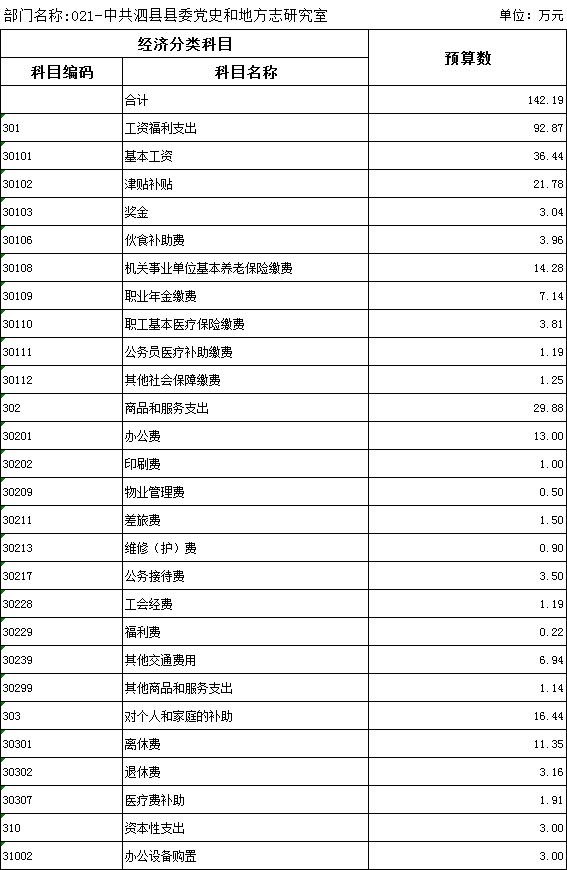 部门名称:021-中共泗县县委党史和地方志研究室 单位：万元
经济分类科目 预算数
科目编码 科目名称
合计 142.19
301 工资福利支出 92.87
30101 基本工资 36.44
30102 津贴补贴 21.78
30103 奖金 3.04
30106 伙食补助费 3.96
30108 机关事业单位基本养老保险缴费 14.28
30109 职业年金缴费 7.14
30110 职工基本医疗保险缴费 3.81
30111 公务员医疗补助缴费 1.19
30112 其他社会保障缴费 1.25
302 商品和服务支出 29.88
30201 办公费 13.00
30202 印刷费 1.00
30209 物业管理费 0.50
30211 差旅费 1.50
30213 维修（护）费 0.90
30217 公务接待费 3.50
30228 工会经费 1.19
30229 福利费 0.22
30239 其他交通费用 6.94
30299 其他商品和服务支出 1.14
303 对个人和家庭的补助 16.44
30301 离休费 11.35
30302 退休费 3.16
30307 医疗费补助 1.91
310 资本性支出 3.00
31002 办公设备购置 3.00